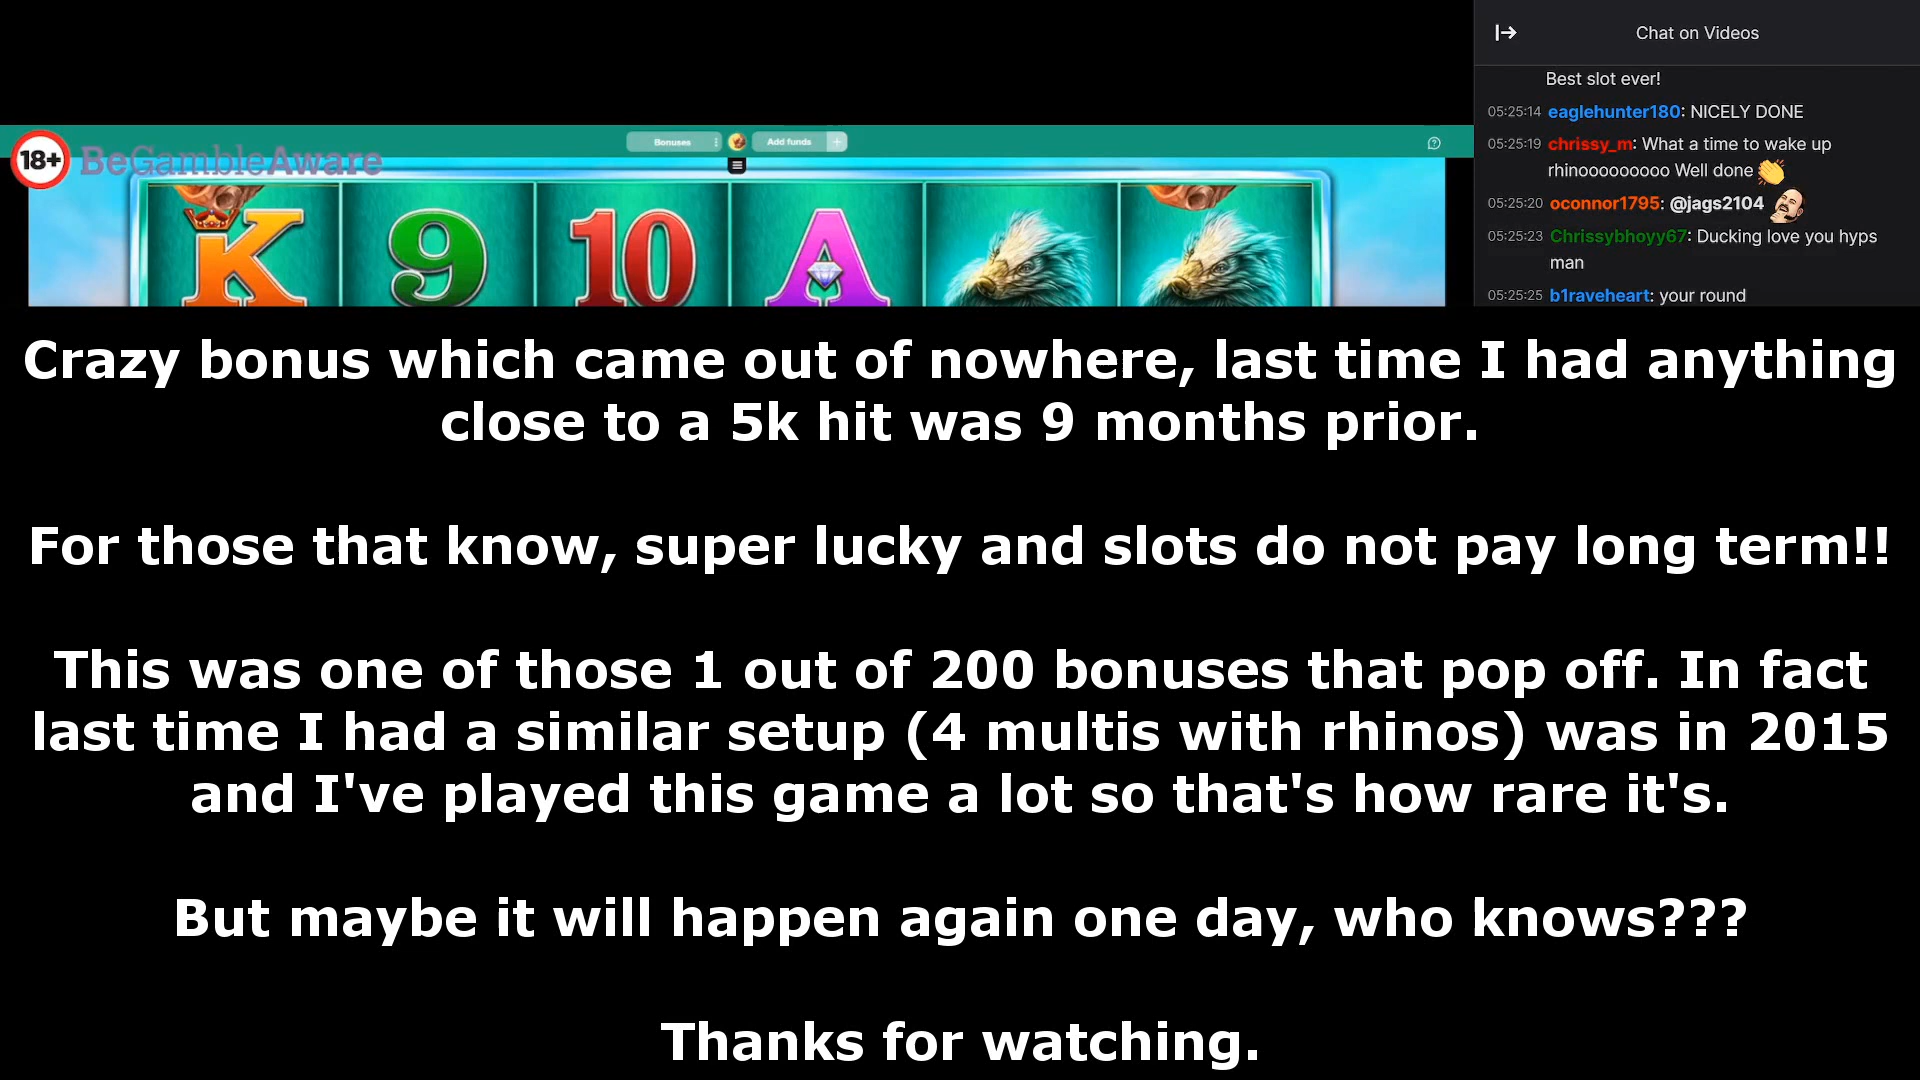 Chat on Videos
Best slot ever!
05:25:14 eaglehunter180: NICELY DONE
05:25:19 chrissy_m: What a time to wake up
rhinooooooooo Well done
05:25:20 oconnor1795: @jags2104
05:25:23 Chrissybhoyy67: Ducking love you hyps
man
05:25:25 b1raveheart: your round
18+ BeGambleAware
Bonuses
Add funds +
K 9 10 A
Crazy bonus which came out of nowhere, last time I had anything
close to a 5k hit was 9 months prior.
For those that know, super lucky and slots do not pay long term!!
This was one of those 1 out of 200 bonuses that pop off. In fact
last time I had a similar setup (4 multis with rhinos) was in 2015
and I've played this game a lot so that's how rare it's.
But maybe it will happen again one day, who knows???
Thanks for watching.